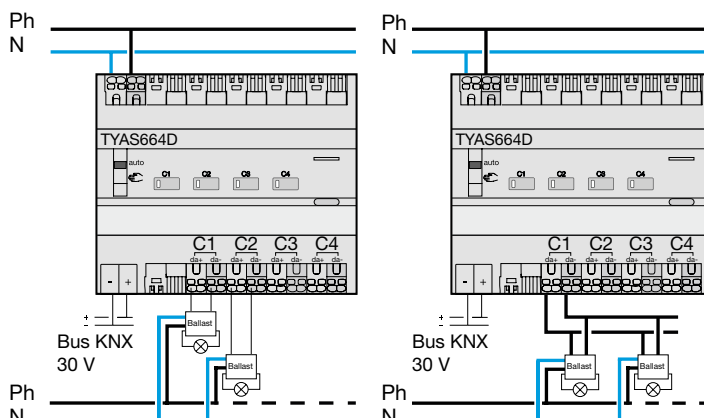 Ph
N
TYAS664D
auto
C1 C2 C3 C4
C1 C2 C3 C4
da+ da- da+ da- da+ da- da+ da-
- +
+
-
Bus KNX
30 V
Ballast
Ballast
Ph
N
Ph
N
TYAS664D
auto
C1 C2 C3 C4
C1 C2 C3 C4
da+ da- da+ da- da+ da- da+ da-
- +
+
-
Bus KNX
30 V
Ballast
Ballast
Ph
N